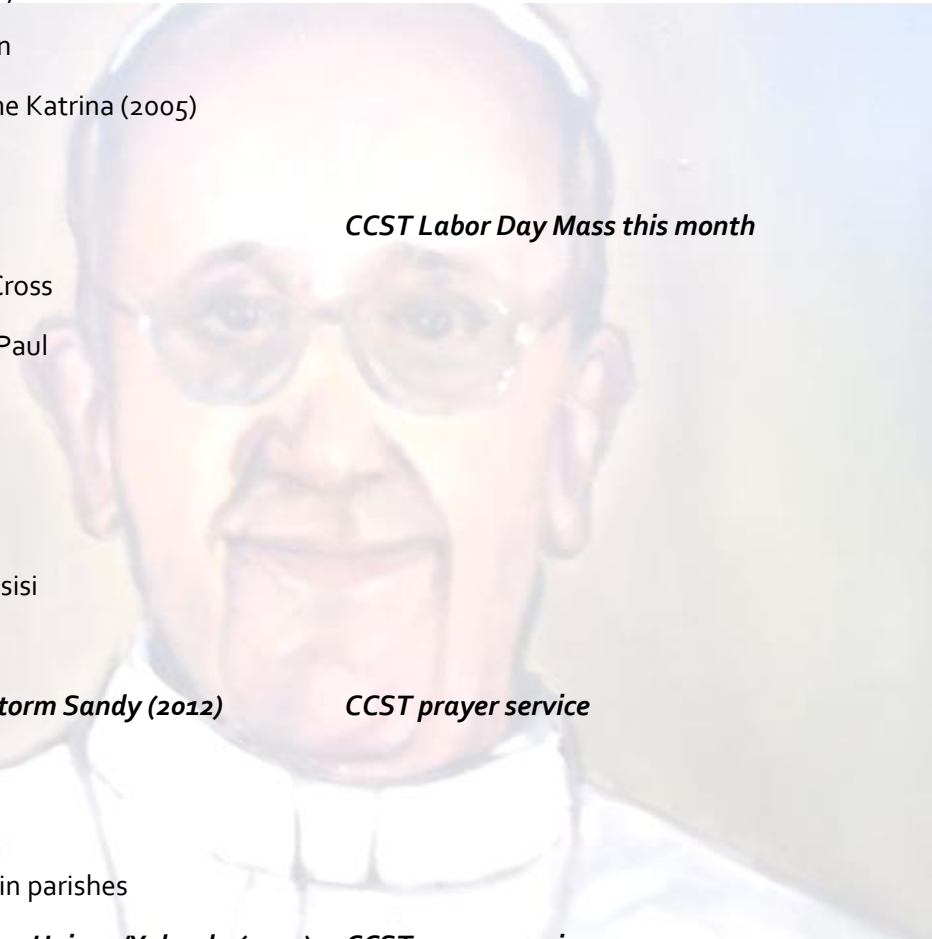 n
ne Katrina (2005)
CCST Labor Day Mass this month
Cross
Paul
sisi
torm Sandy (2012) CCST prayer service
in parishes